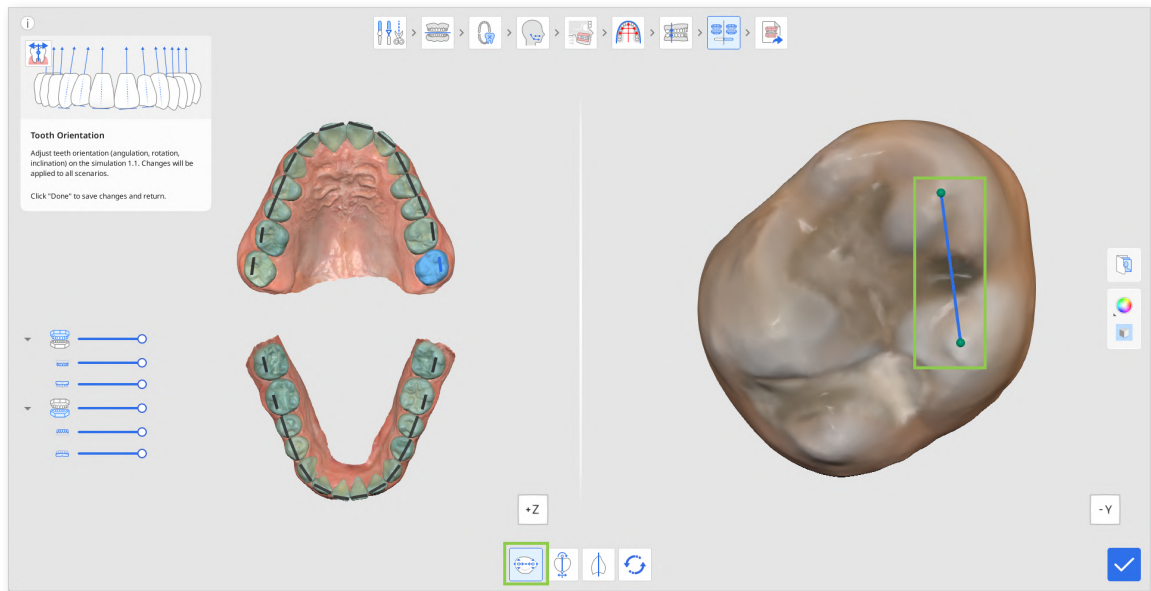 i
Tooth Orientation
Adjust teeth orientation (angulation, rotation,
inclination) on the simulation 1.1. Changes will be
applied to all scenarios.
Click "Done" to save changes and return.
+Z
- Y